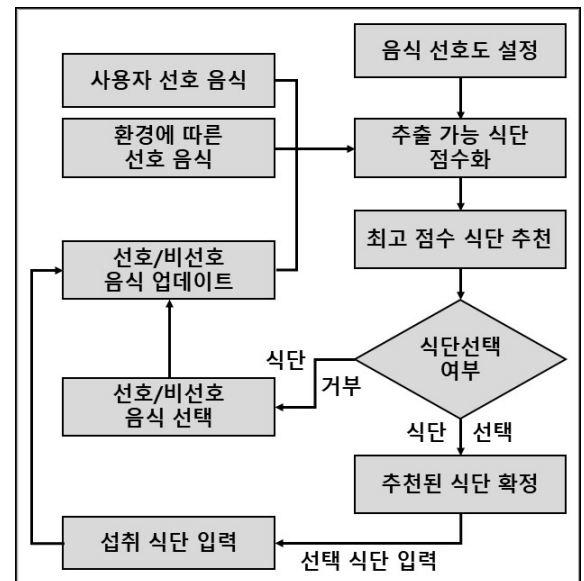 음식 선호도 설정
사용자 선호 음식
환경에 따른
선호 음식
추출 가능 식단
점수화
최고 점수 식단 추천
선호/비선호
음식 업데이트
식단선택
여부
식단
거부
선호/비선호
음식 선택
식단 선택
추천된 식단 확정
섭취 식단 입력
선택 식단 입력